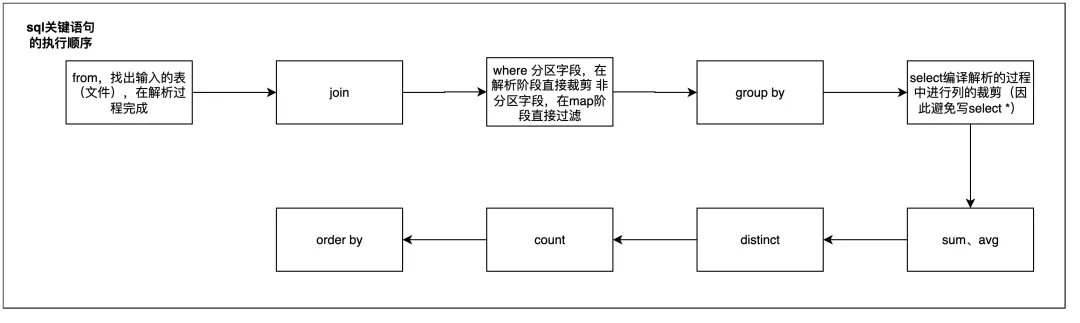 sql关键语句
的执行顺序
from，找出输入的表
（文件），在解析过
程完成
join
where 分区字段，在
解析阶段直接裁剪 非
分区字段，在map阶
段直接过滤
group by
select编译解析的过程
中进行列的裁剪（因
此避免写select *）
sum、avg
distinct
count
order by